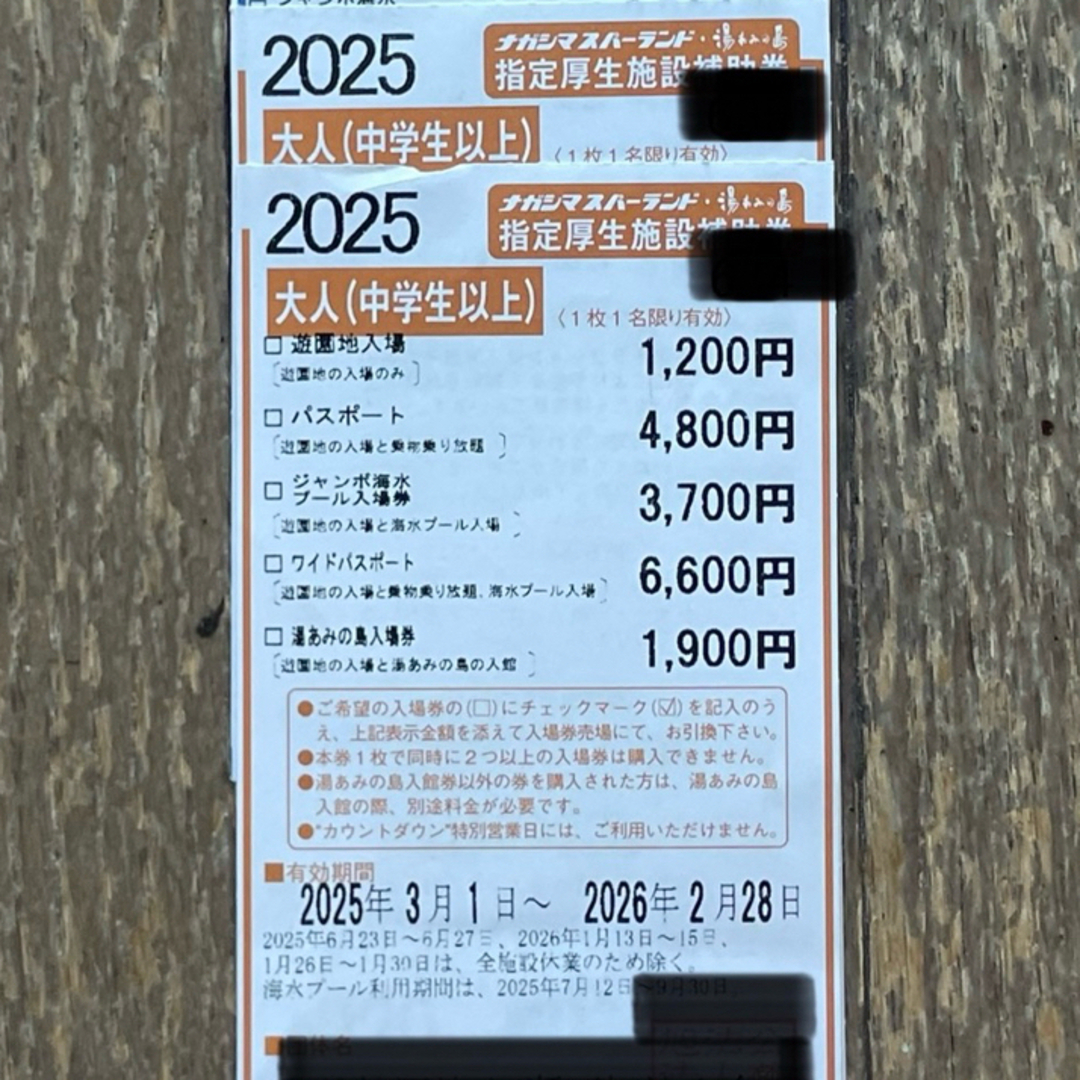 2025
ナガシマスパーランド・湯あみの島
指定厚生施設補助券
大人(中学生以上)
〈1枚1名限り有効〉
2025
ナガシマスパーランド・湯あみの島
指定厚生施設補助券
大人(中学生以上)
〈1枚1名限り有効〉
□ 遊園地入場 1,200円
〔遊園地の入場のみ〕
□ パスポート 4,800円
〔遊園地の入場と乗物乗り放題〕
□ ジャンボ海水
プール入場券 3,700円
〔遊園地の入場と海水プール入場〕
□ ワイドパスポート 6,600円
〔遊園地の入場と乗物乗り放題、海水プール入場〕
□ 湯あみの島入場券 1,900円
〔遊園地の入場と湯あみの島の入館〕
●ご希望の入場券の(□)にチェックマーク(☑)を記入のう
え、上記表示金額を添えて入場券売場にて、お引換下さい。
●本券1枚で同時に2つ以上の入場券は購入できません。
●湯あみの島入館券以外の券を購入された方は、湯あみの島
入館の際、別途料金が必要です。
●"カウントダウン"特別営業日には、ご利用いただけません。
■有効期間
2025年3月1日〜 2026年2月28日
2025年6月23日〜6月27日、2026年1月13日〜15日、
1月26日〜1月30日は、全施設休業のため除く。
海水プール利用期間は、2025年7月12日〜9月30日。
■団体名